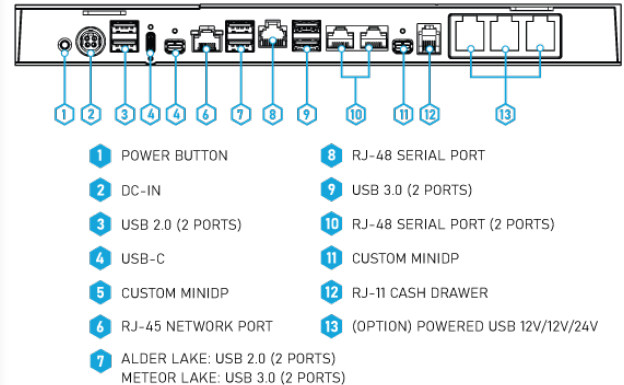 1 2 3 4 4 6 7 8 9 10 11 12 13
1 POWER BUTTON
2 DC-IN
3 USB 2.0 (2 PORTS)
4 USB-C
5 CUSTOM MINIDP
6 RJ-45 NETWORK PORT
7 ALDER LAKE: USB 2.0 (2 PORTS)
METEOR LAKE: USB 3.0 (2 PORTS)
8 RJ-48 SERIAL PORT
9 USB 3.0 (2 PORTS)
10 RJ-48 SERIAL PORT (2 PORTS)
11 CUSTOM MINIDP
12 RJ-11 CASH DRAWER
13 (OPTION) POWERED USB 12V/12V/24V